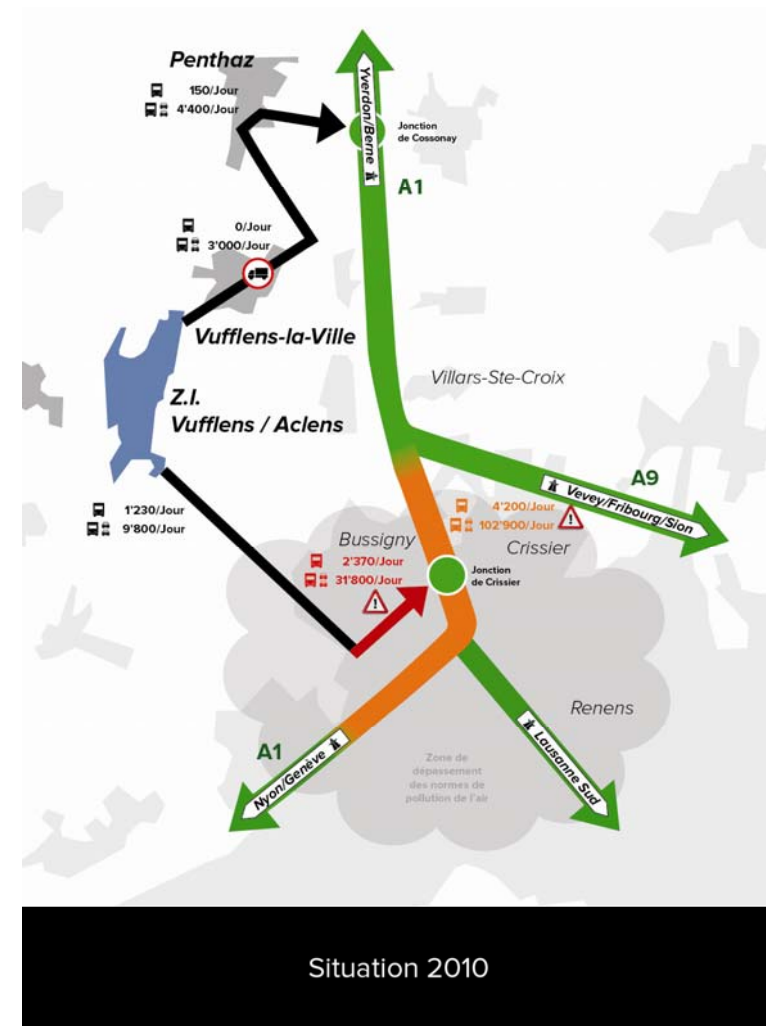 Penthaz
150/Jour
4'400/Jour
Yverdon/Berne
Jonction
de Cossonay
A1
0/Jour
3'000/Jour
Vufflens-la-Ville
Z.I.
Vufflens / Aclens
Villars-Ste-Croix
A9
Vevey/Fribourg/Sion
4'200/Jour
102'900/Jour
1'230/Jour
9'800/Jour
Bussigny
Crissier
2'370/Jour
31'800/Jour
Jonction
de Crissier
Renens
A1
Nyon/Genève
Lausanne Sud
Zone de
dépassement
des normes de
pollution de l'air
Situation 2010